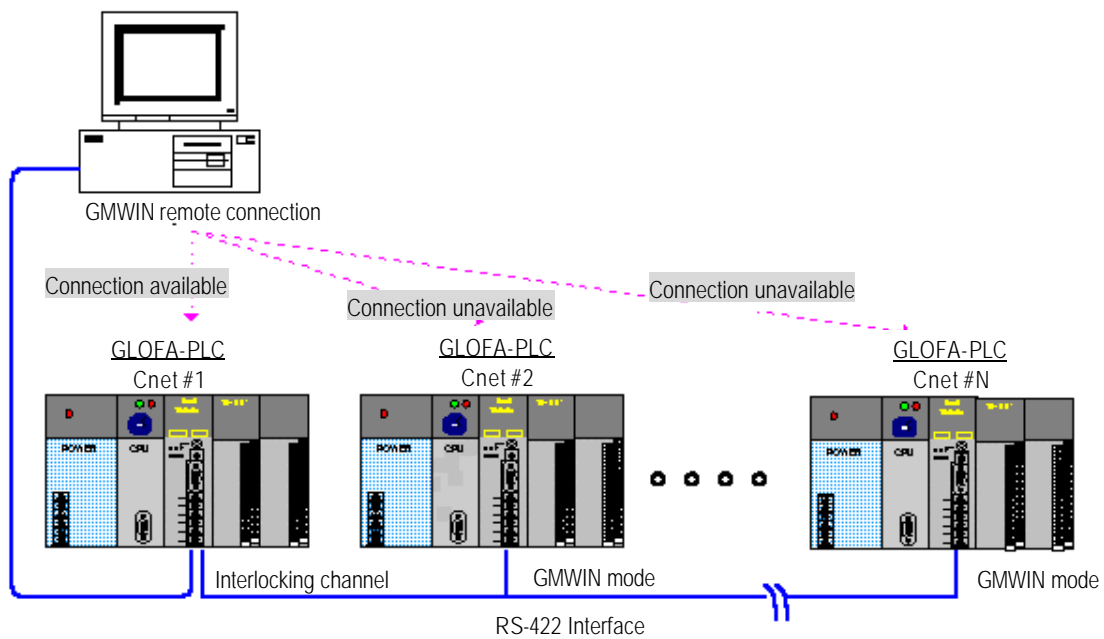 GMWIN remote connection
Connection available
Connection unavailable
Connection unavailable
GLOFA-PLC
Cnet #1
GLOFA-PLC
Cnet #2
GLOFA-PLC
Cnet #N
POWER
CPU
POWER
CPU
POWER
CPU
Interlocking channel
GMWIN mode
GMWIN mode
RS-422 Interface